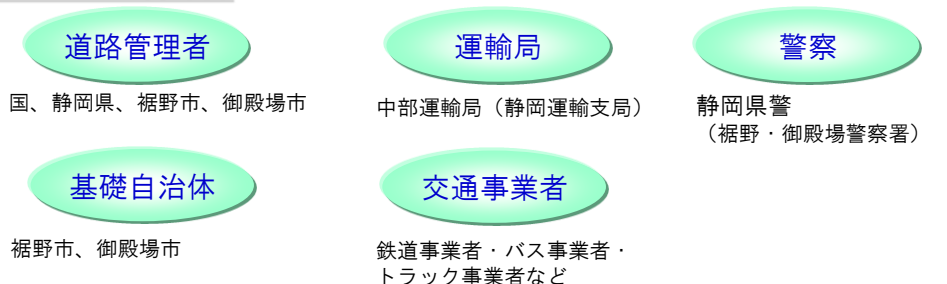 道路管理者
国、静岡県、裾野市、御殿場市
運輸局
中部運輸局（静岡運輸支局）
警察
静岡県警
（裾野・御殿場警察署）
基礎自治体
裾野市、御殿場市
交通事業者
鉄道事業者・バス事業者・
トラック事業者など